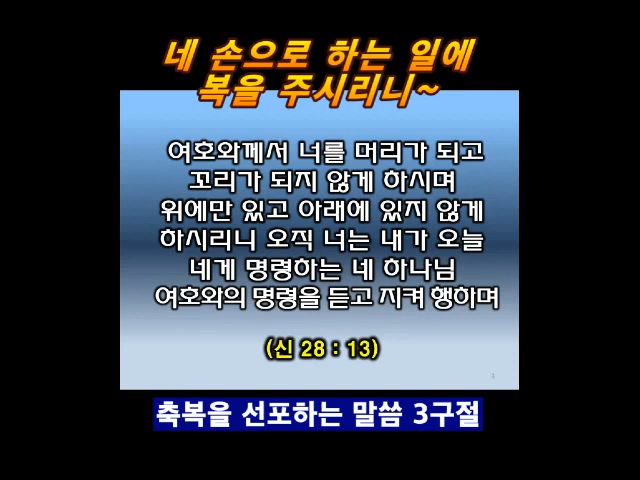 네 손으로 하는 일에
복을 주시리니~
여호와께서 너를 머리가 되고
꼬리가 되지 않게 하시며
위에만 있고 아래에 있지 않게
하시리니 오직 너는 내가 오늘
네게 명령하는 네 하나님
여호와의 명령을 듣고 지켜 행하며
(신 28 : 13)
축복을 선포하는 말씀 3구절